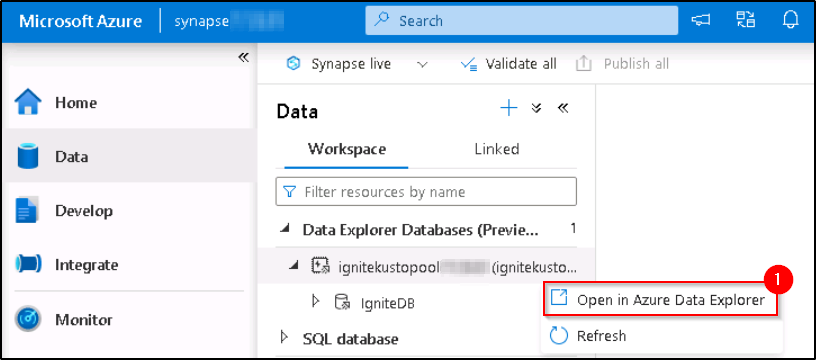 Microsoft Azure synapse Search
«
Synapse live Validate all Publish all
Home
Data
Develop
Integrate
Monitor
Data
«
Workspace Linked
Filter resources by name
Data Explorer Databases (Previe... 1
ignitekustopool (ignitekusto...
IgniteDB
SQL database
1
Open in Azure Data Explorer
Refresh